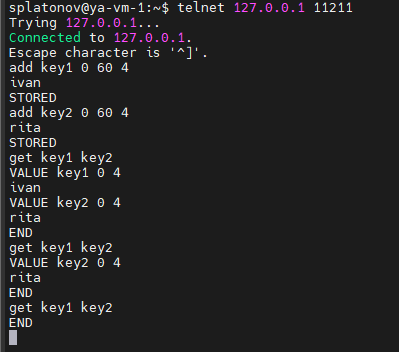 splatonov@ya-vm-1:~$ telnet 127.0.0.1 11211
Trying 127.0.0.1...
Connected to 127.0.0.1.
Escape character is '^]'.
add key1 0 60 4
ivan
STORED
add key2 0 60 4
rita
STORED
get key1 key2
VALUE key1 0 4
ivan
VALUE key2 0 4
rita
END
get key1 key2
VALUE key2 0 4
rita
END
get key1 key2
END